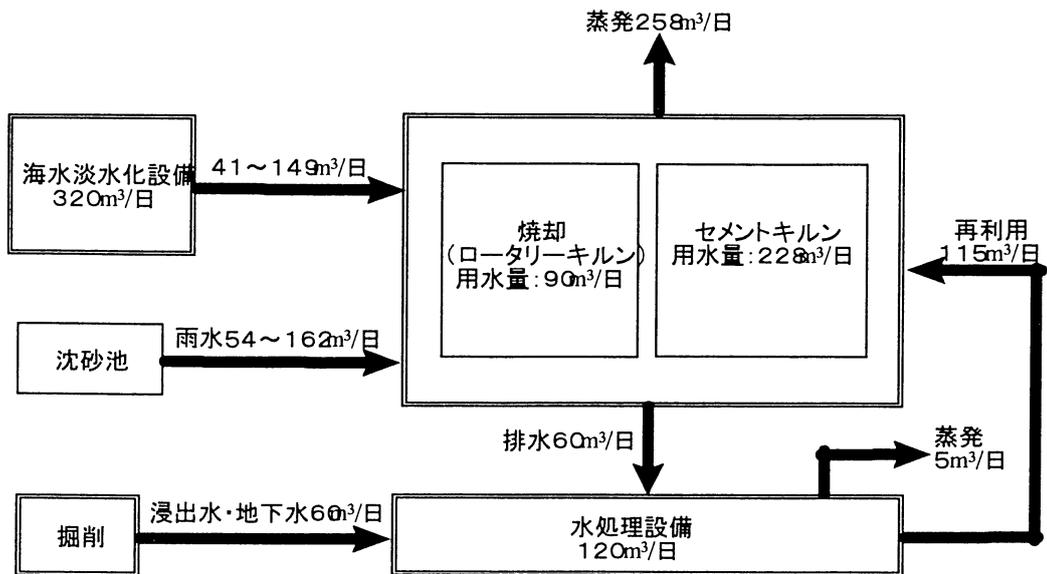 蒸発258m³/日
海水淡水化設備
320m³/日
41～149m³/日
焼却
(ロータリーキルン)
用水量:90m³/日
セメントキルン
用水量:228m³/日
再利用
115m³/日
沈砂池
雨水54～162m³/日
排水60m³/日
蒸発
5m³/日
掘削
浸出水・地下水60m³/日
水処理設備
120m³/日